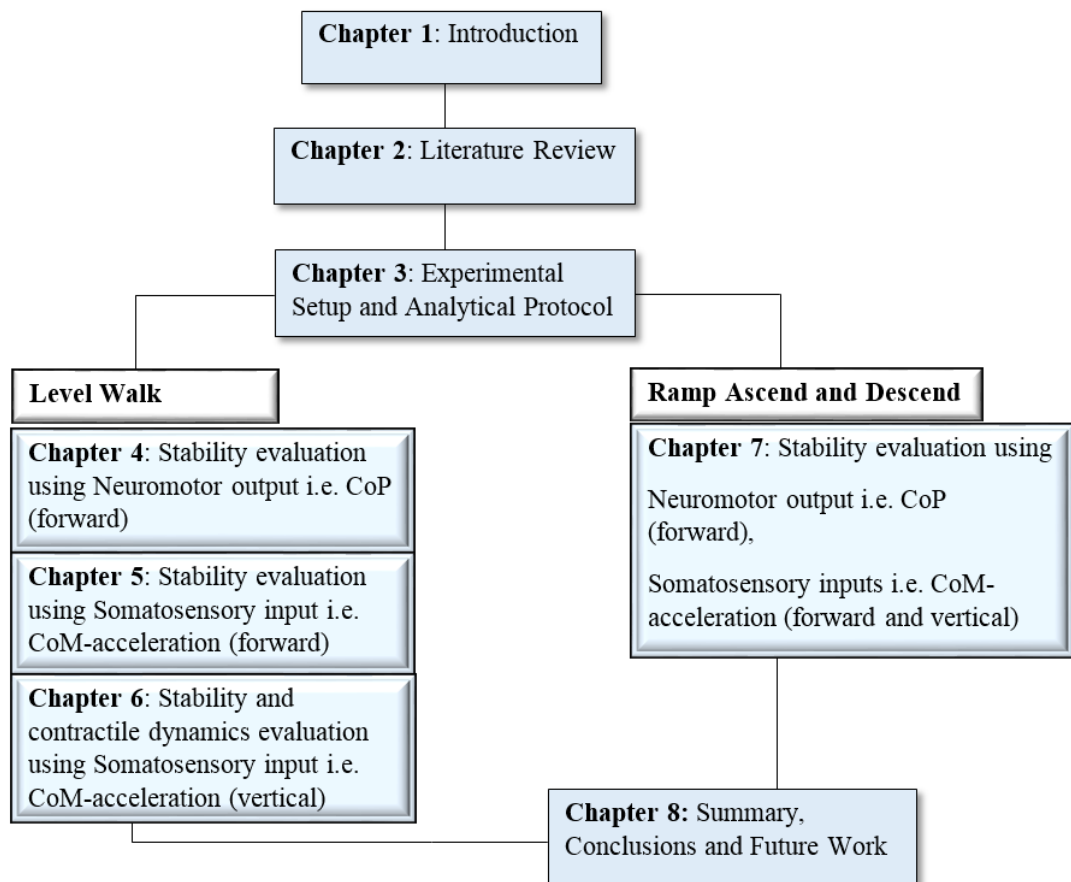 Chapter 1: Introduction
Chapter 2: Literature Review
Chapter 3: Experimental
Setup and Analytical Protocol
Level Walk
Chapter 4: Stability evaluation
using Neuromotor output i.e. CoP
(forward)
Chapter 5: Stability evaluation
using Somatosensory input i.e.
CoM-acceleration (forward)
Chapter 6: Stability and
contractile dynamics evaluation
using Somatosensory input i.e.
CoM-acceleration (vertical)
Ramp Ascend and Descend
Chapter 7: Stability evaluation using
Neuromotor output i.e. CoP
(forward),
Somatosensory inputs i.e. CoM-
acceleration (forward and vertical)
Chapter 8: Summary,
Conclusions and Future Work